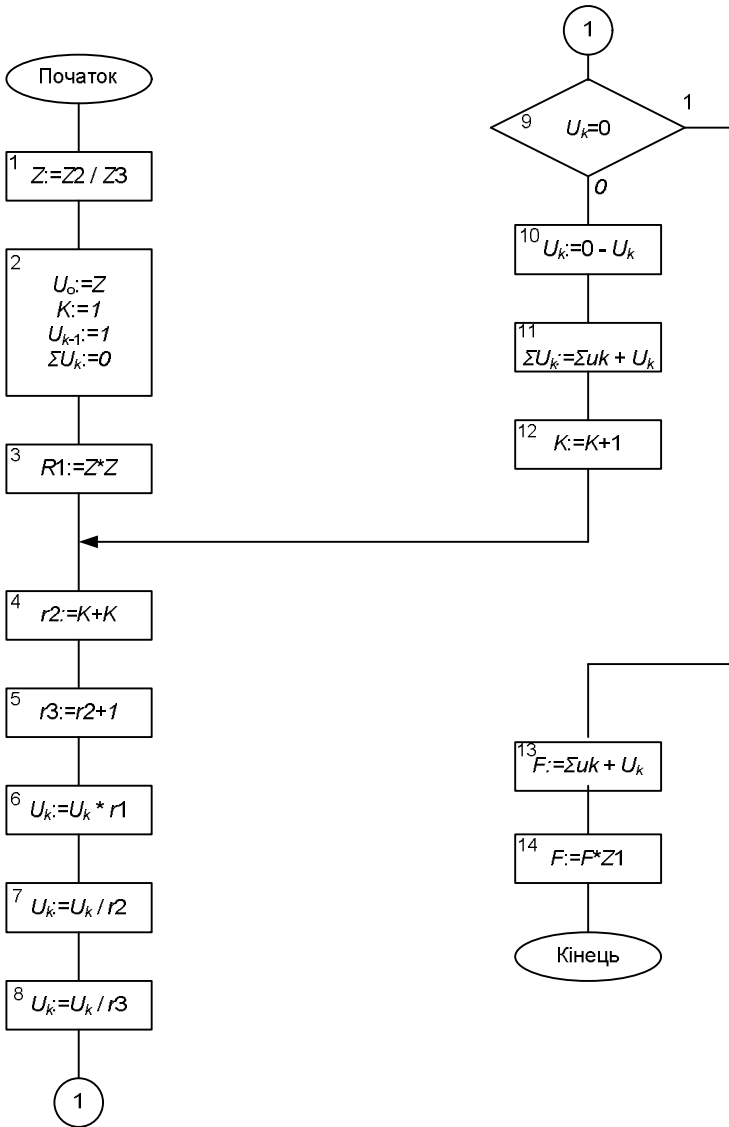 Початок
1
Z:=Z2 / Z3
2
Uo:=Z
K:=1
Uk-1:=1
ΣUk:=0
3
R1:=Z*Z
4
r2:=K+K
5
r3:=r2+1
6
Uk:=Uk * r1
7
Uk:=Uk / r2
8
Uk:=Uk / r3
1
1
9
Uk=0
1
0
10
Uk:=0 - Uk
11
ΣUk:=Σuk + Uk
12
K:=K+1
13
F:=Σuk + Uk
14
F:=F*Z1
Кінець